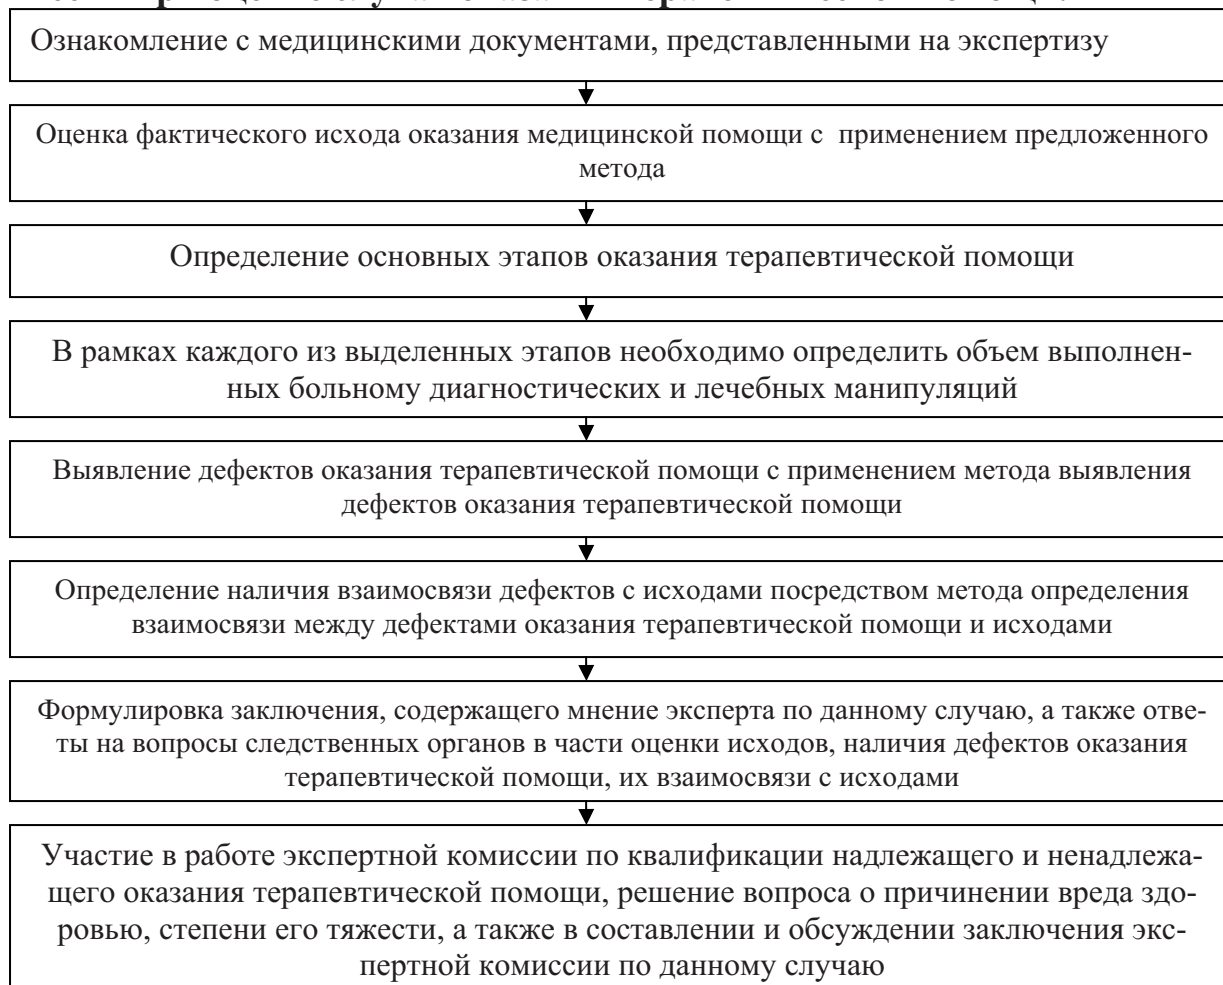 Ознакомление с медицинскими документами, представленными на экспертизу
Оценка фактического исхода оказания медицинской помощи с применением предложенного
метода
Определение основных этапов оказания терапевтической помощи
В рамках каждого из выделенных этапов необходимо определить объем выполнен-
ных больному диагностических и лечебных манипуляций
Выявление дефектов оказания терапевтической помощи с применением метода выявления
дефектов оказания терапевтической помощи
Определение наличия взаимосвязи дефектов с исходами посредством метода определения
взаимосвязи между дефектами оказания терапевтической помощи и исходами
Формулировка заключения, содержащего мнение эксперта по данному случаю, а также отве-
ты на вопросы следственных органов в части оценки исходов, наличия дефектов оказания
терапевтической помощи, их взаимосвязи с исходами
Участие в работе экспертной комиссии по квалификации надлежащего и ненадлежа-
щего оказания терапевтической помощи, решение вопроса о причинении вреда здо-
ровью, степени его тяжести, а также в составлении и обсуждении заключения экс-
пертной комиссии по данному случаю